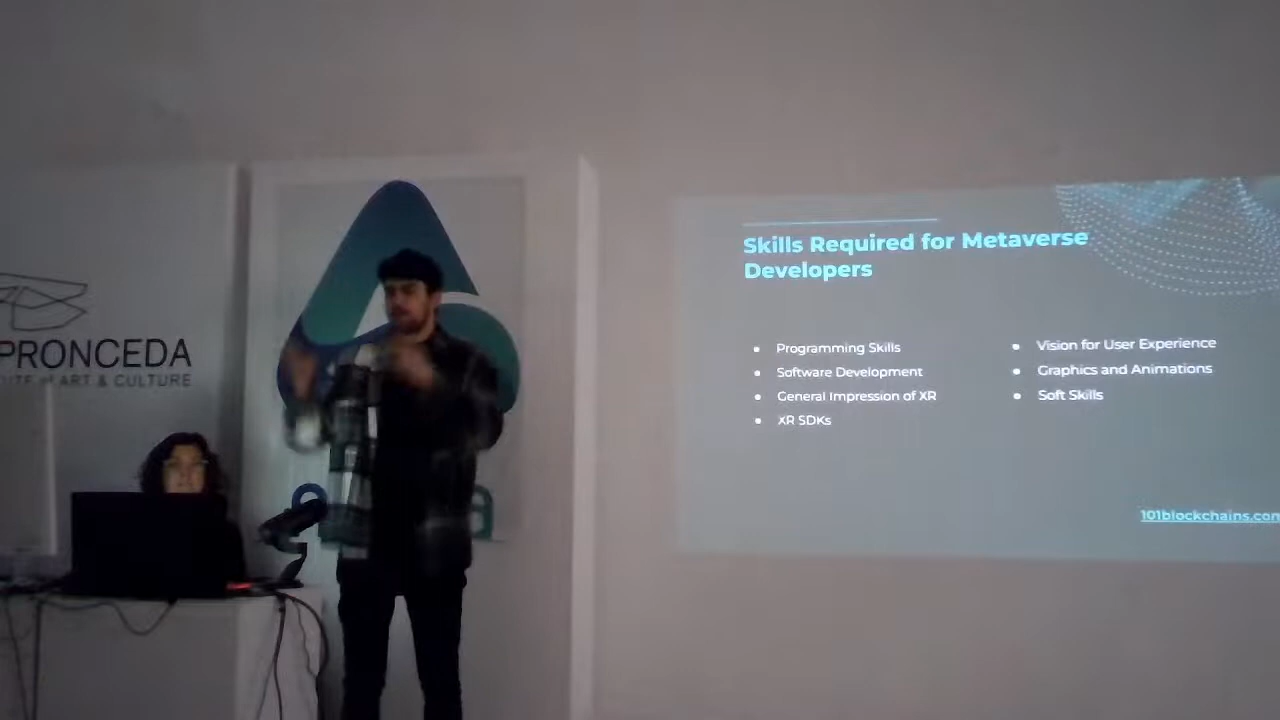 PRONCEDA
ART & CULTURE
Skills Required for Metaverse
Developers
Programming Skills
Software Development
General Impression of XR
XR SDKs
Vision for User Experience
Graphics and Animations
Soft Skills
101blockchains.com